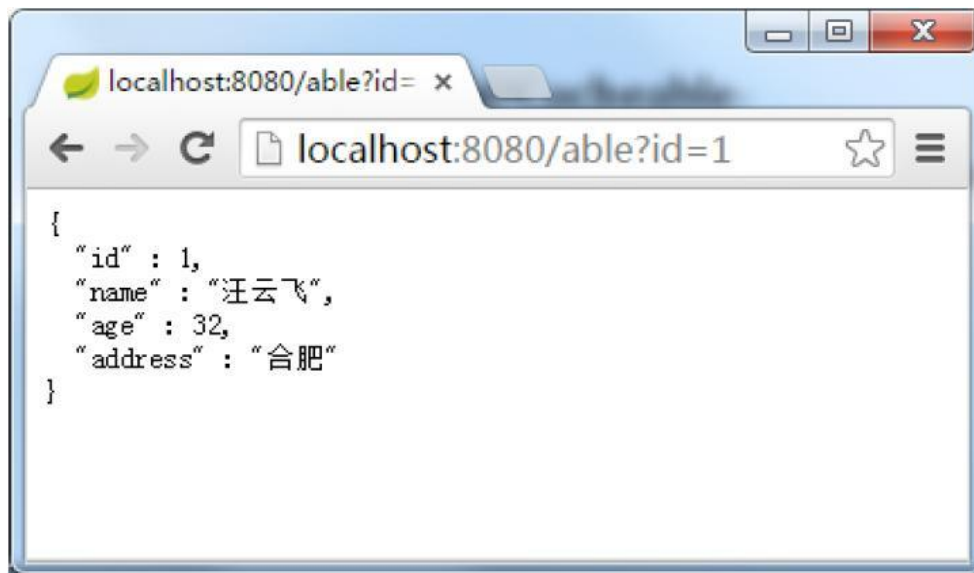 localhost:8080/able?id=
localhost:8080/able?id=1
{
"id" : 1,
"name" : "汪云飞",
"age" : 32,
"address" : "合肥"
}